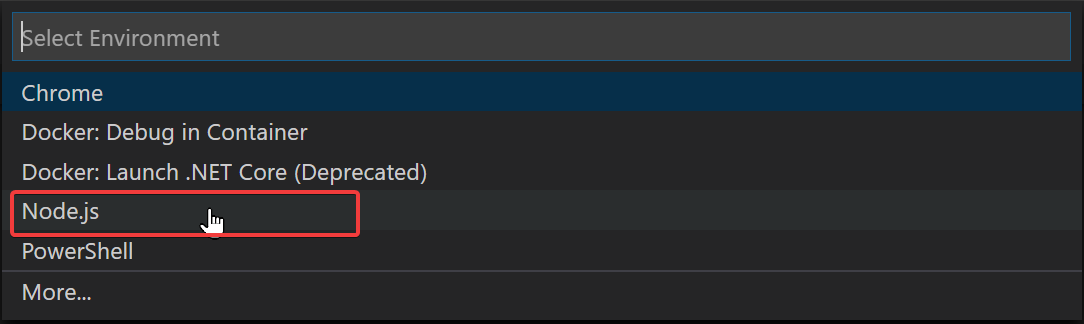 Select Environment
Chrome
Docker: Debug in Container
Docker: Launch .NET Core (Deprecated)
Node.js
PowerShell
More...